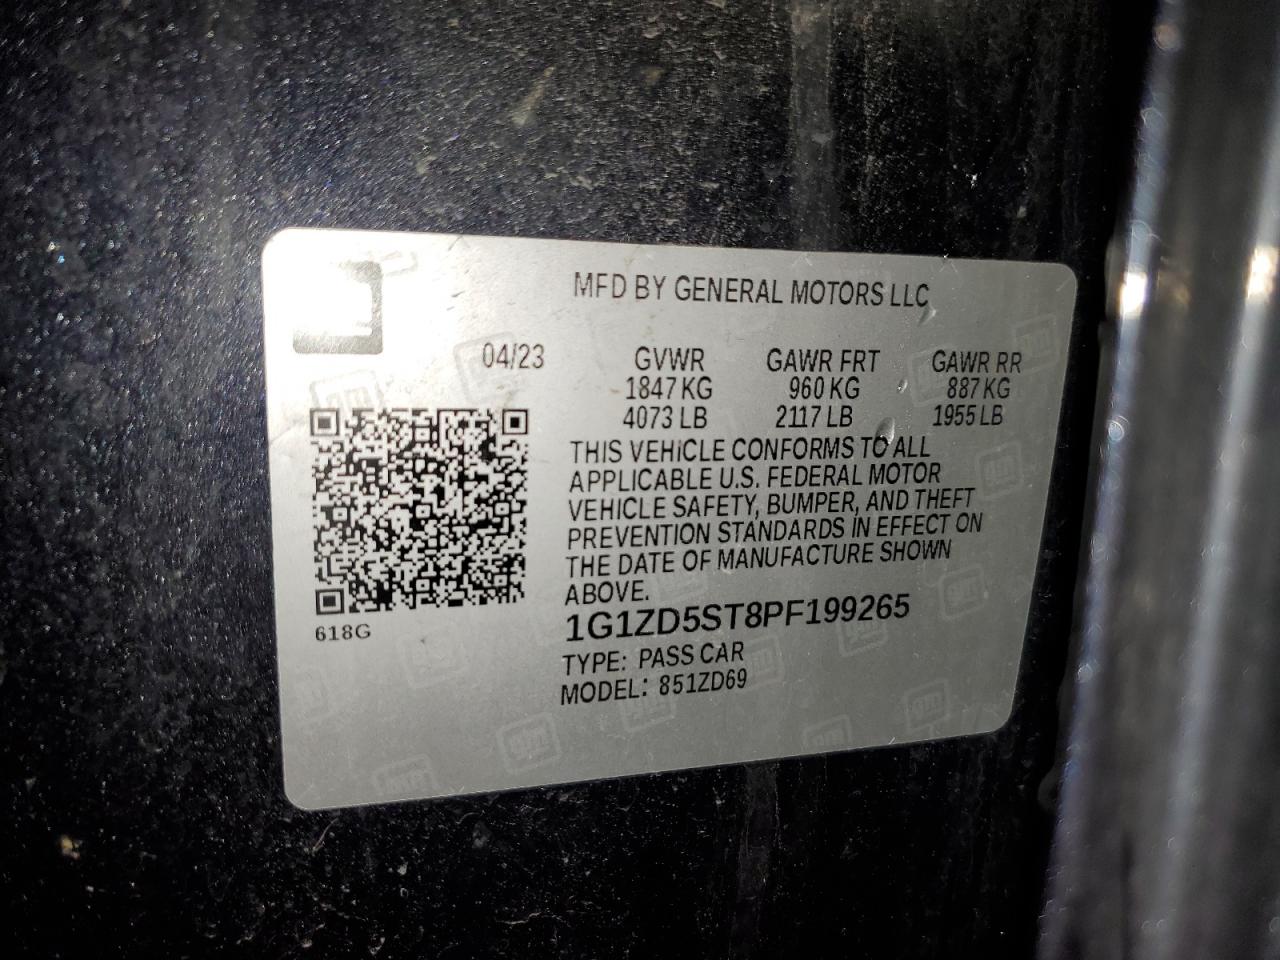 MFD BY GENERAL MOTORS LLC
04/23 GVWR GAWR FRT GAWR RR
1847 KG 960 KG 887 KG
4073 LB 2117 LB 1955 LB
THIS VEHICLE CONFORMS TO ALL
APPLICABLE U.S. FEDERAL MOTOR
VEHICLE SAFETY, BUMPER, AND THEFT
PREVENTION STANDARDS IN EFFECT ON
THE DATE OF MANUFACTURE SHOWN
ABOVE.
1G1ZD5ST8PF199265
618G
TYPE: PASS CAR
MODEL: 851ZD69